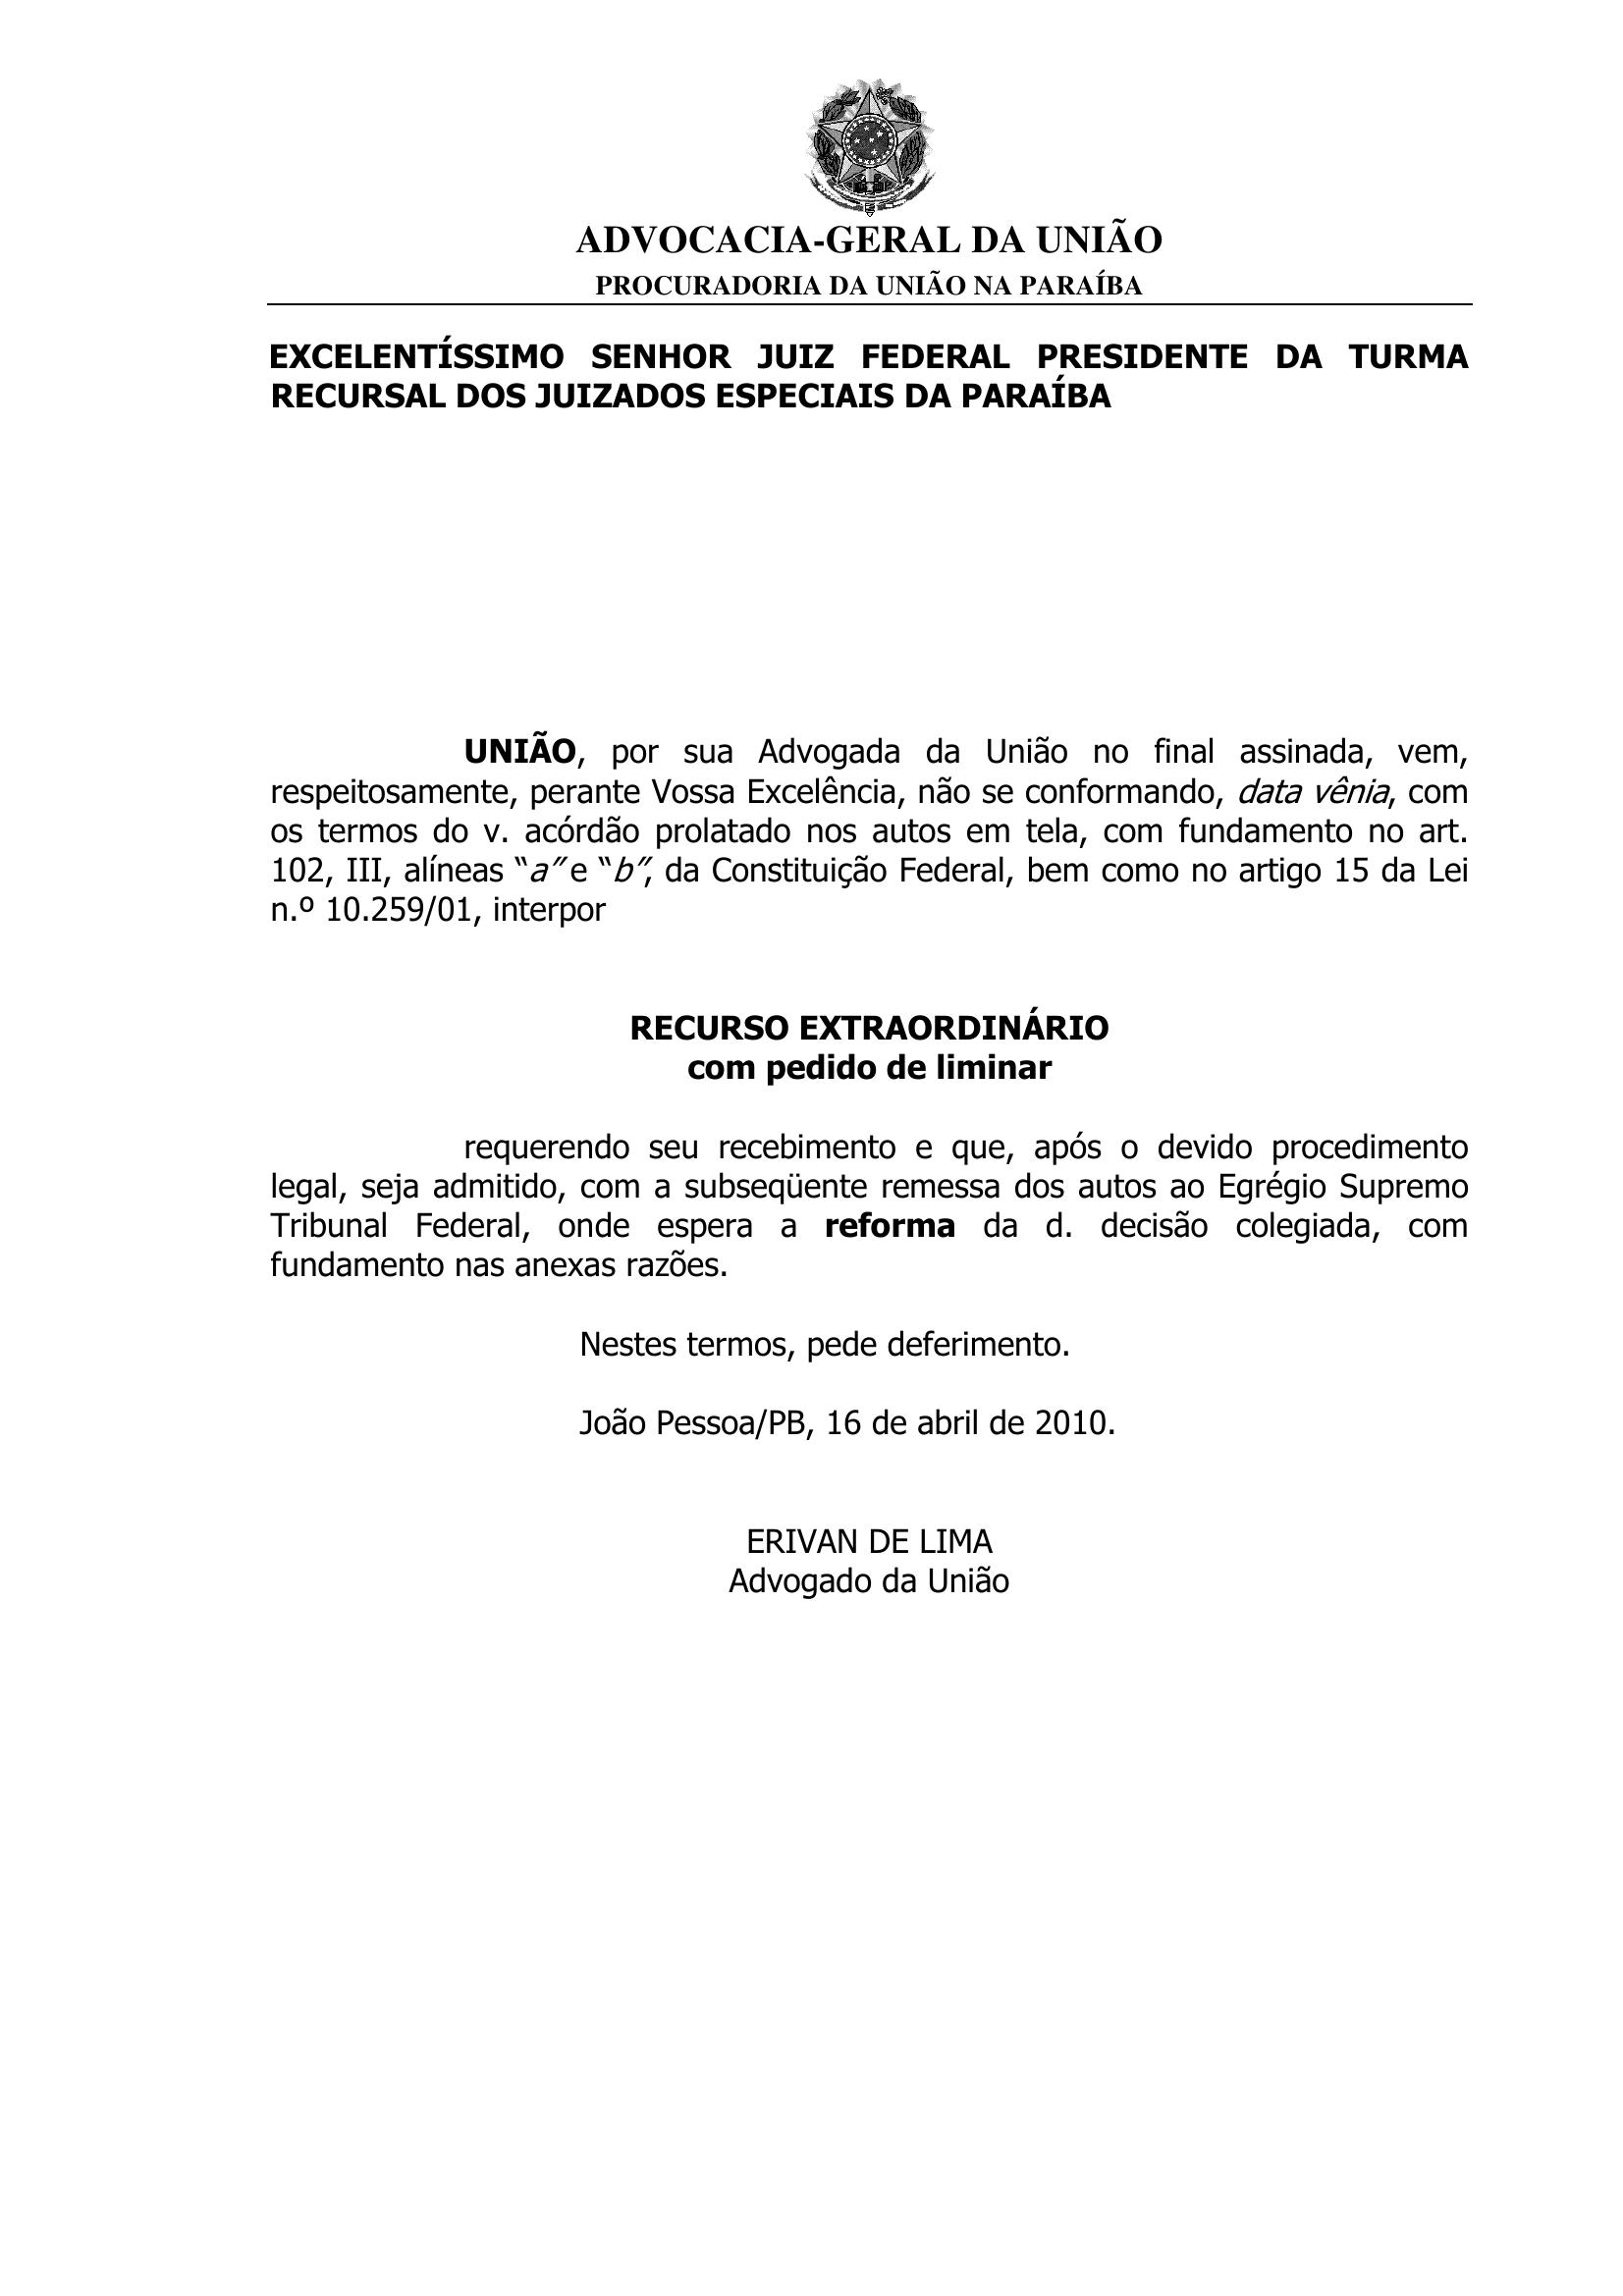 ADVOCACIA-GERAL DA UNIÃO
PROCURADORIA DA UNIÃO NA PARAÍBA
EXCELENTÍSSIMO SENHOR JUIZ FEDERAL PRESIDENTE DA TURMA
RECURSAL DOS JUIZADOS ESPECIAIS DA PARAÍBA
UNIÃO, por sua Advogada da União no final assinada, vem,
respeitosamente, perante Vossa Excelência, não se conformando, data vênia, com
os termos do v. acórdão prolatado nos autos em tela, com fundamento no art.
102, III, alíneas “a” e “b”, da Constituição Federal, bem como no artigo 15 da Lei
n.º 10.259/01, interpor
RECURSO EXTRAORDINÁRIO
com pedido de liminar
requerendo seu recebimento e que, após o devido procedimento
legal, seja admitido, com a subseqüente remessa dos autos ao Egrégio Supremo
Tribunal Federal, onde espera a reforma da d. decisão colegiada, com
fundamento nas anexas razões.
Nestes termos, pede deferimento.
João Pessoa/PB, 16 de abril de 2010.
ERIVAN DE LIMA
Advogado da União